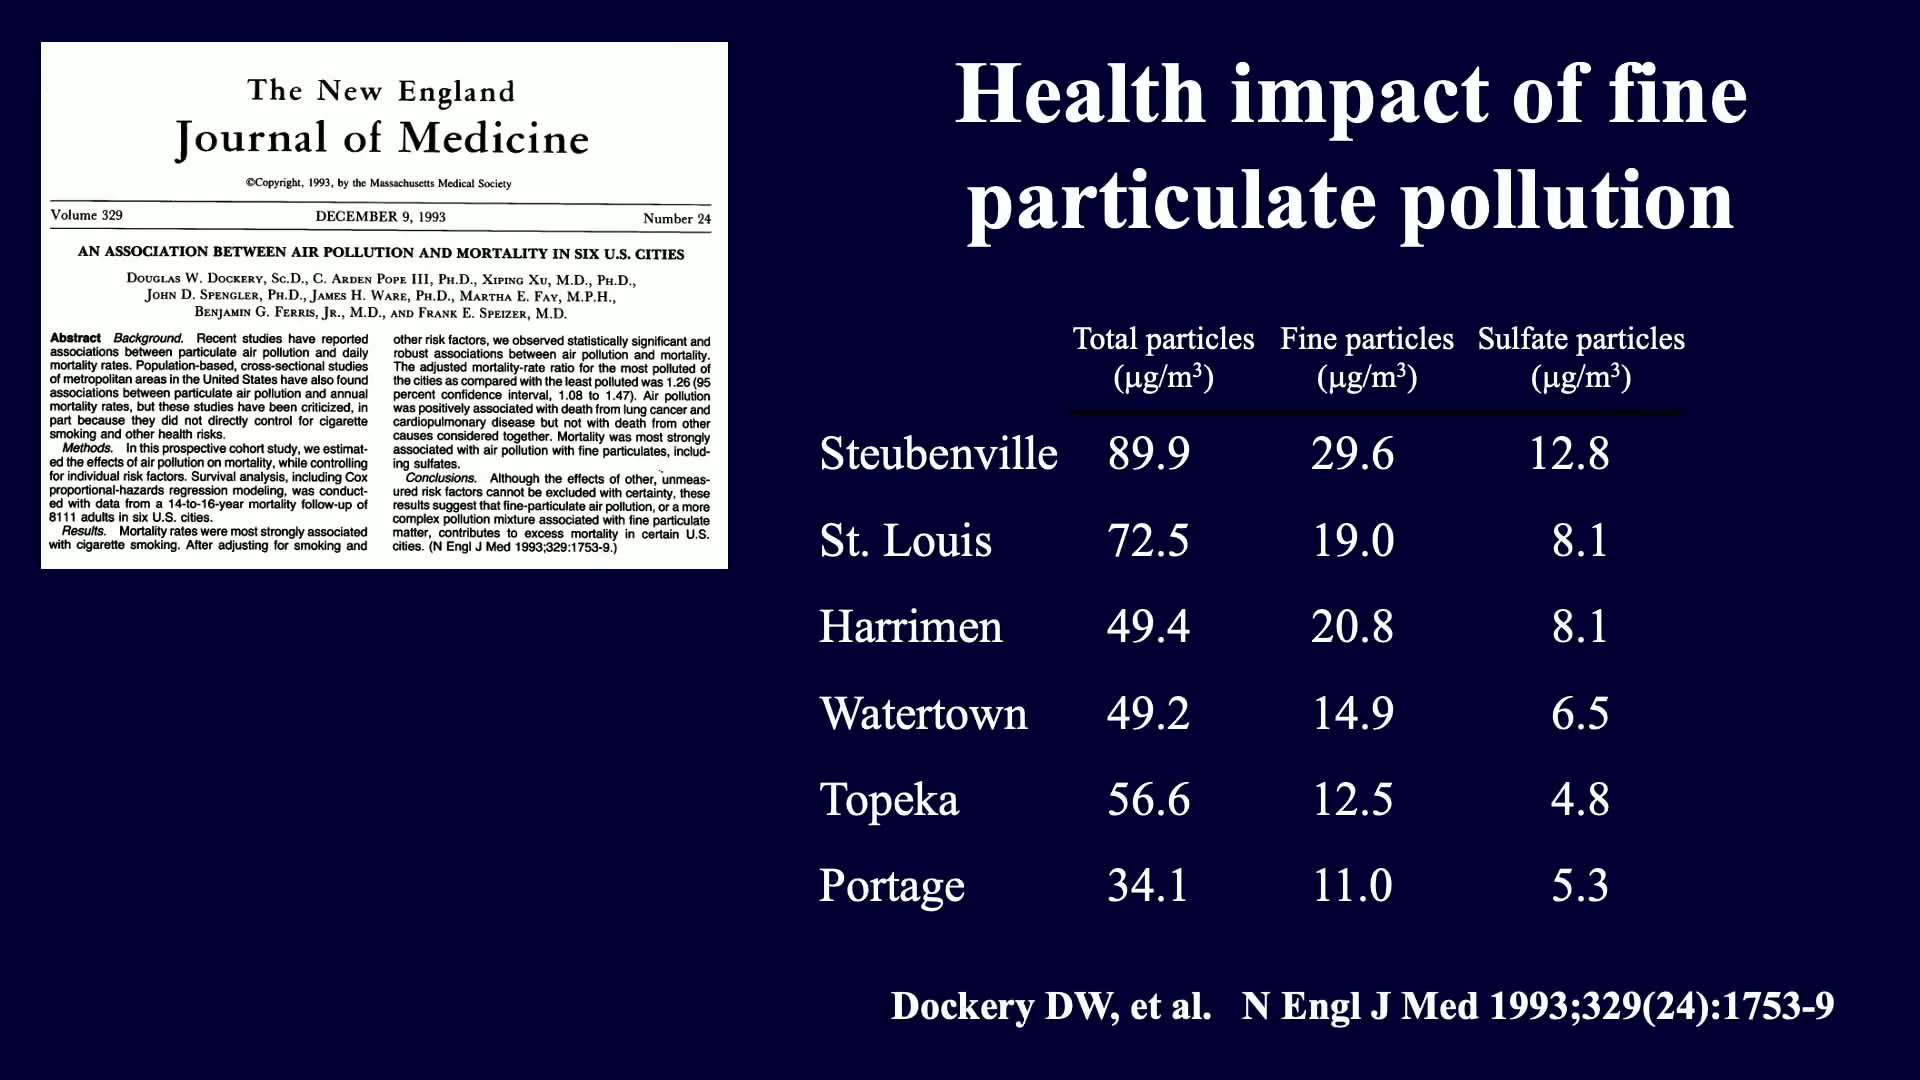 The New England
Journal of Medicine
©Copyright, 1993, by the Massachusetts Medical Society
Volume 329 DECEMBER 9, 1993 Number 24
AN ASSOCIATION BETWEEN AIR POLLUTION AND MORTALITY IN SIX U.S. CITIES
DOUGLAS W. DOCKERY, SC.D., C. ARDEN POPE III, PH.D., XIPING XU, M.D., PH.D.,
JOHN D. SPENGLER, PH.D., JAMES H. WARE, PH.D., MARTHA E. FAY, M.P.H.,
BENJAMIN G. FERRIS, JR., M.D., AND FRANK E. SPEIZER, M.D.
Abstract Background. Recent studies have reported
associations between particulate air pollution and daily
mortality rates. Population-based, cross-sectional studies
of metropolitan areas in the United States have also found
associations between particulate air pollution and annual
mortality rates, but these studies have been criticized, in
part because they did not directly control for cigarette
smoking and other health risks.
Methods. In this prospective cohort study, we estimat-
ed the effects of air pollution on mortality, while controlling
for individual risk factors. Survival analysis, including Cox
proportional-hazards regression modeling, was conduct-
ed with data from a 14-to-16-year mortality follow-up of
8111 adults in six U.S. cities.
Results. Mortality rates were most strongly associated
with cigarette smoking. After adjusting for smoking and
other risk factors, we observed statistically significant and
robust associations between air pollution and mortality.
The adjusted mortality-rate ratio for the most polluted of
the cities as compared with the least polluted was 1.26 (95
percent confidence interval, 1.08 to 1.47). Air pollution
was positively associated with death from lung cancer and
cardiopulmonary disease but not with death from other
causes considered together. Mortality was most strongly
associated with air pollution with fine particulates, includ-
ing sulfates.
Conclusions. Although the effects of other, unmeas-
ured risk factors cannot be excluded with certainty, these
results suggest that fine-particulate air pollution, or a more
complex pollution mixture associated with fine particulate
matter, contributes to excess mortality in certain U.S.
cities. (N Engl J Med 1993;329:1753-9.)
Health impact of fine
particulate pollution
Total particles Fine particles Sulfate particles
(µg/m³) (µg/m³) (µg/m³)
Steubenville 89.9 29.6 12.8
St. Louis 72.5 19.0 8.1
Harrimen 49.4 20.8 8.1
Watertown 49.2 14.9 6.5
Topeka 56.6 12.5 4.8
Portage 34.1 11.0 5.3
Dockery DW, et al. N Engl J Med 1993;329(24):1753-9